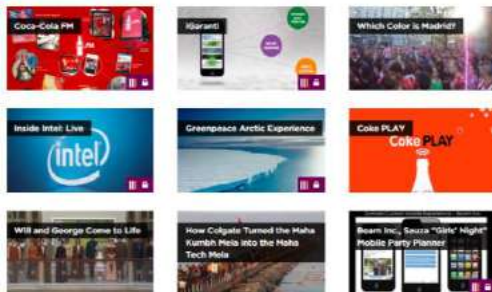 Coca-Cola FM
.FM
Kjaranti
Which Color is Madrid?
Inside Intel: Live
intel
Greenpeace Arctic Experience
Coke PLAY
Coke PLAY
Will and George Come to Life
How Colgate Turned the Maha
Kumbh Mela into the Maha
Tech Mela
Beam Inc., Sauza "Girls' Night"
Mobile Party Planner